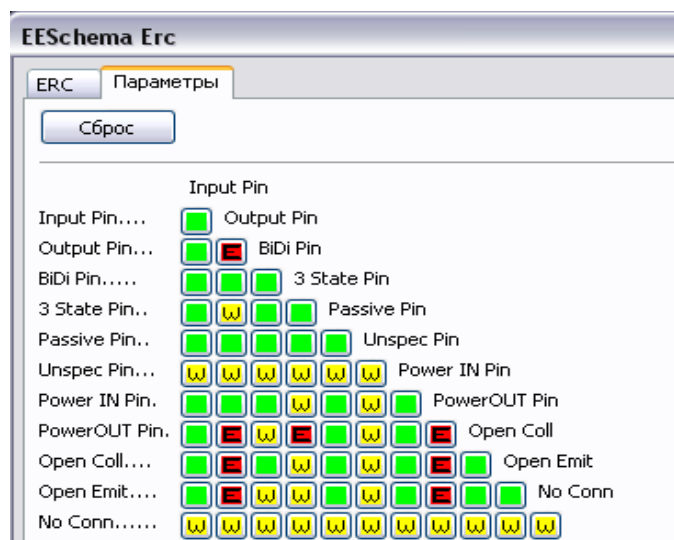 EESchema Erc
ERC Параметры
Сброс
Input Pin
Input Pin.... Output Pin
Output Pin... E BiDi Pin
BiDi Pin..... 3 State Pin
3 State Pin.. W Passive Pin
Passive Pin.. Unspec Pin
Unspec Pin... W W W W W W Power IN Pin
Power IN Pin. W W PowerOUT Pin
PowerOUT Pin. E W E W E Open Coll
Open Coll.... E W W E Open Emit
Open Emit.... E W W W E No Conn
No Conn...... W W W W W W W W W W W